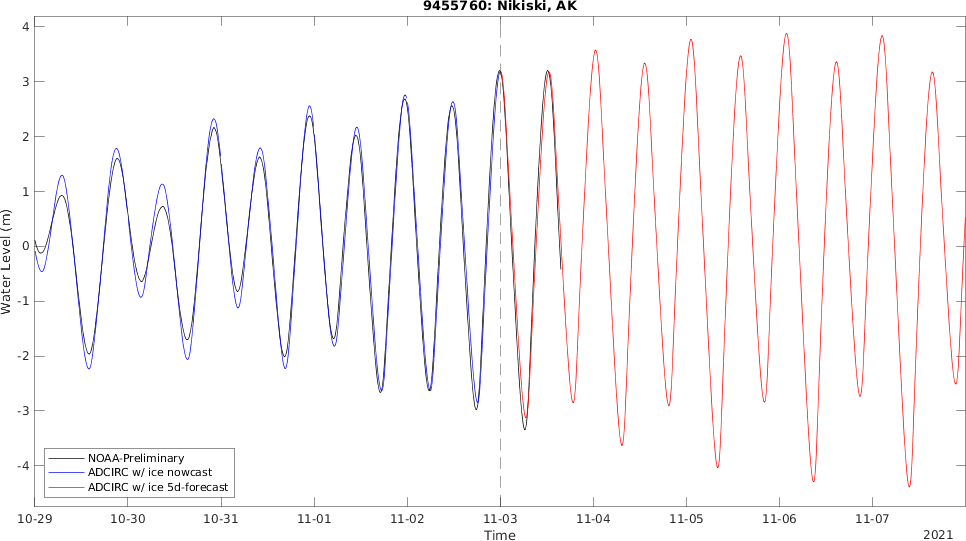 9455760: Nikiski, AK
4
3
2
1
0
-1
-2
-3
-4
Water Level (m)
NOAA-Preliminary
ADCIRC w/ ice nowcast
ADCIRC w/ ice 5d-forecast
10-29 10-30 10-31 11-01 11-02 11-03 11-04 11-05 11-06 11-07
Time
2021